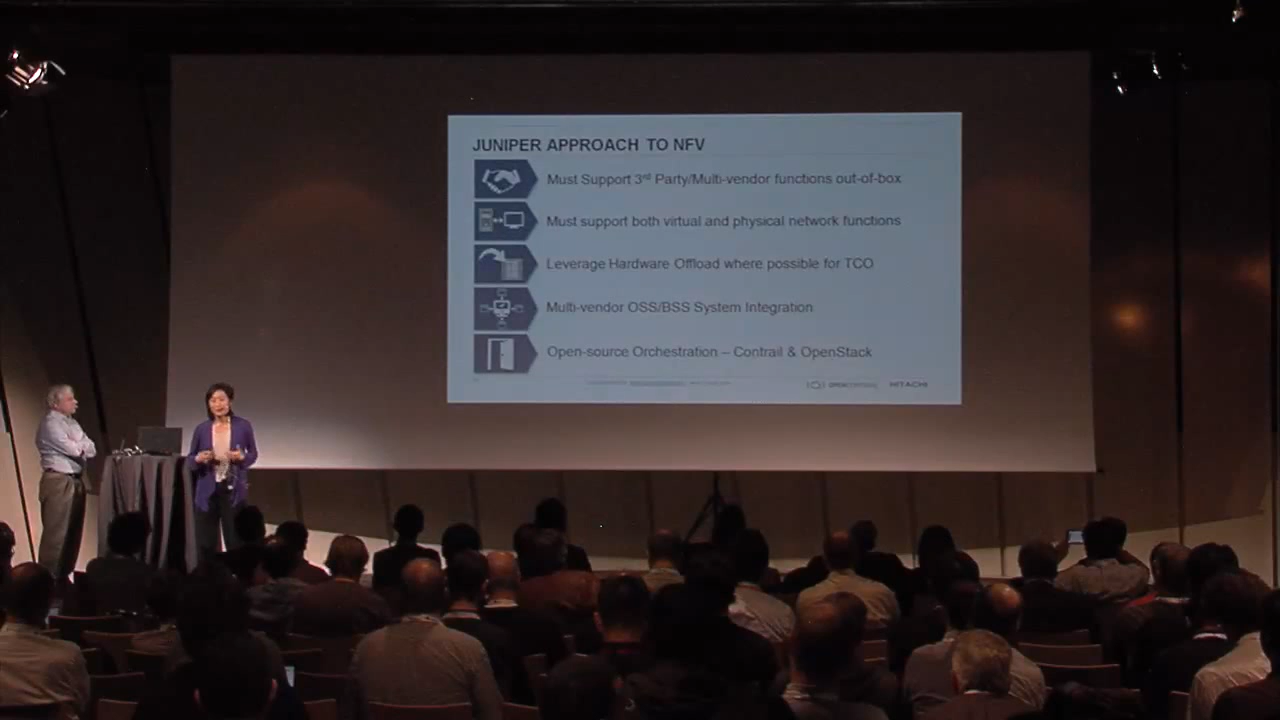 JUNIPER APPROACH TO NFV
Must Support 3rd Party/Multi-vendor functions out-of-box
Must support both virtual and physical network functions
Leverage Hardware Offload where possible for TCO
Multi-vendor OSS/BSS System Integration
Open-source Orchestration – Contrail & OpenStack
HITACHI